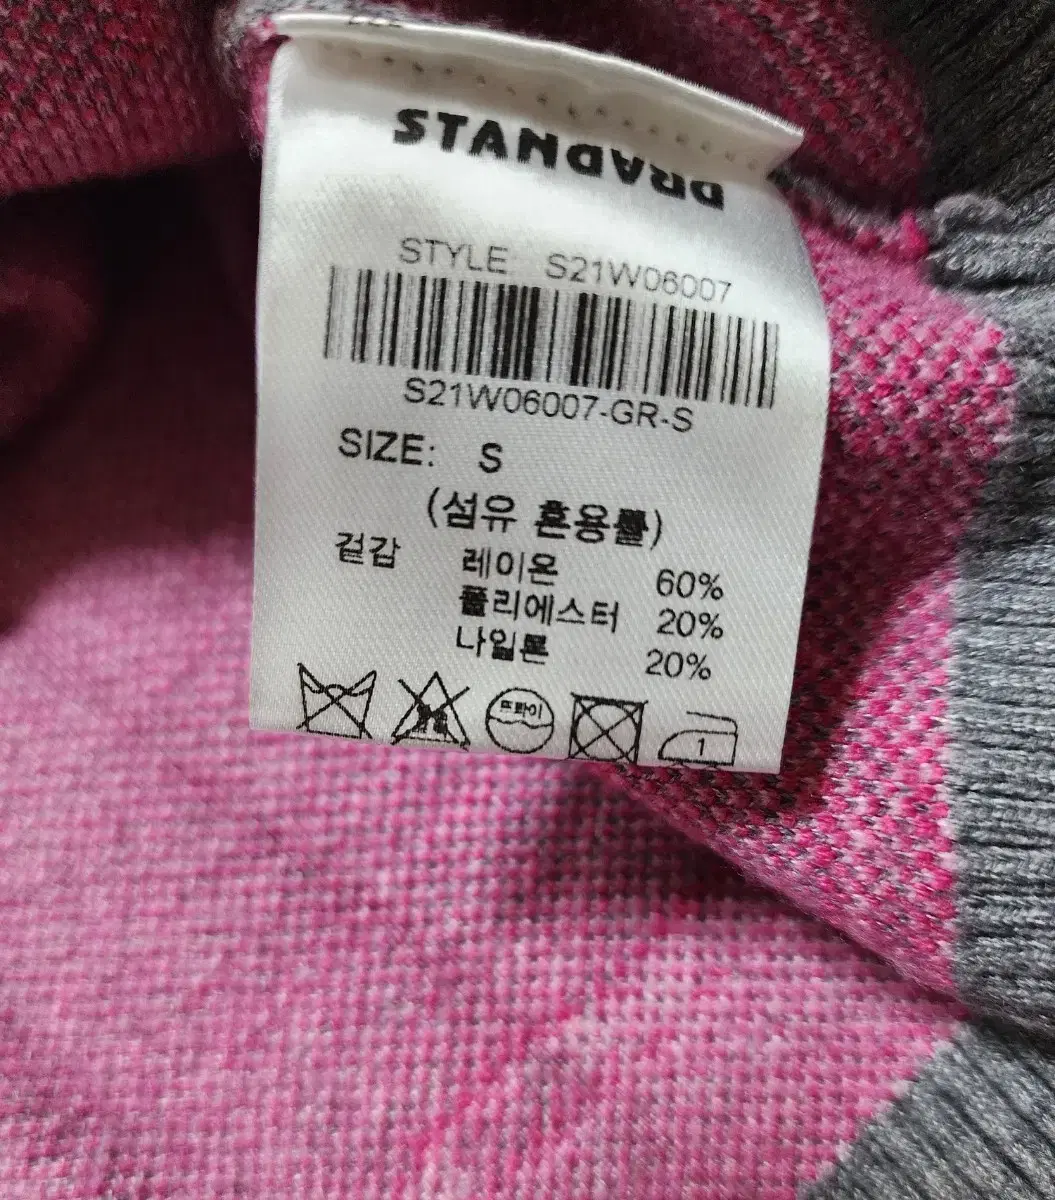 STYLE: S21W06007
S21W06007-GR-S
SIZE: S
(섬유 혼용률)
겉감 레이온 60%
폴리에스터 20%
나일론 20%
드라이
1